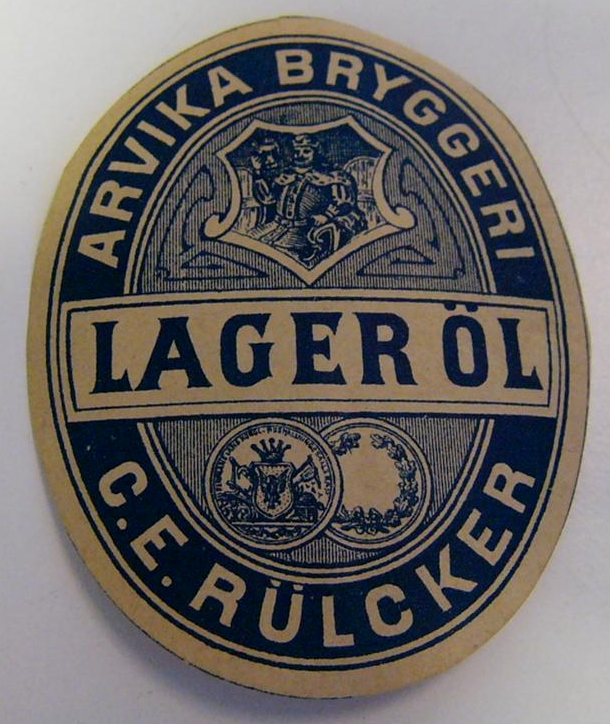 ARVIKA BRYGGERI
LAGER ÖL
C.E. RÜLCKER